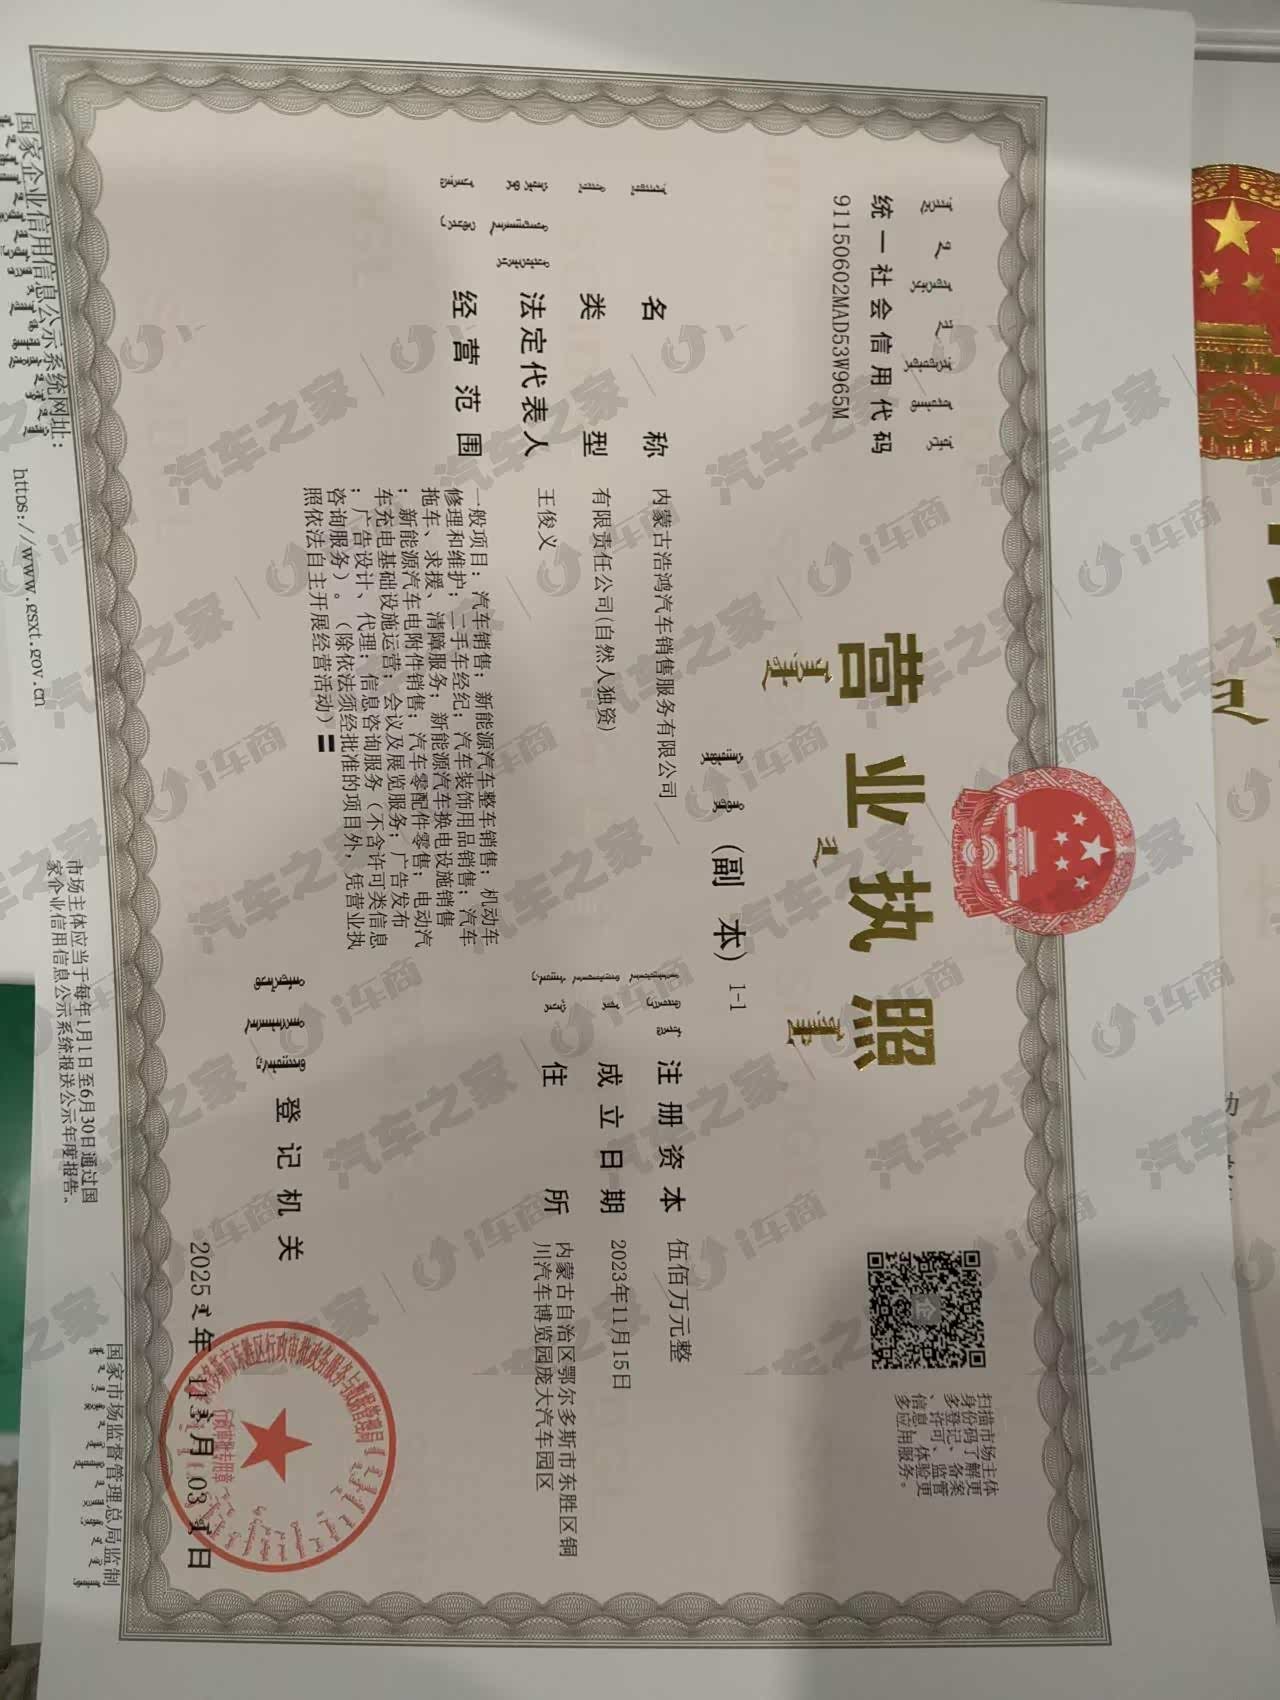 统一社会信用代码
91150602MAD53W965M
营业执照
（副 本）
1-1
扫描市场主体
身份码了解更
多登记、备案
、许可、监管
信息，体验更
多应用服务。
名称 内蒙古浩鸿汽车销售服务有限公司
类型 有限责任公司(自然人独资)
法定代表人 王俊义
经营范围 一般项目：汽车销售；新能源汽车整车销售；机动车
修理和维护；二手车经纪；汽车装饰用品销售；汽车
拖车、求援、清障服务；新能源汽车换电设施销售
；新能源汽车电附件销售；汽车零配件零售；电动汽
车充电基础设施运营；会议及展览服务；广告发布
；广告设计、代理；信息咨询服务（不含许可类信息
咨询服务）。（除依法须经批准的项目外，凭营业执
照依法自主开展经营活动）
注册资本 伍佰万元整
成立日期 2023年11月15日
住所 内蒙古自治区鄂尔多斯市东胜区铜
川汽车博览园庞大汽车园区
登记机关
2025年11月03日
行政审批专用章
国家企业信用信息公示系统网址：
https://www.gsxt.gov.cn
市场主体应当于每年1月1日至6月30日通过国
家企业信用信息公示系统报送公示年度报告。
国家市场监督管理总局监制
汽车之家
i车商